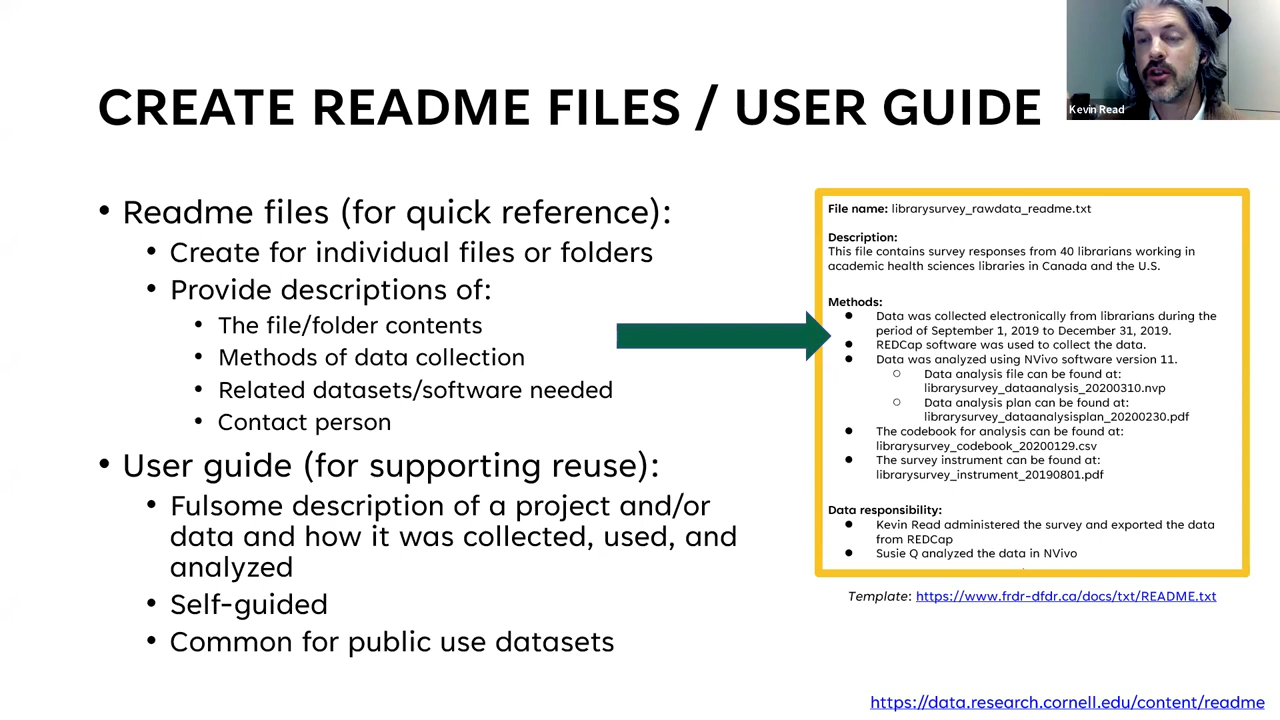 CREATE README FILES / USER GUIDE
Kevin Read
• Readme files (for quick reference):
• Create for individual files or folders
• Provide descriptions of:
• The file/folder contents
• Methods of data collection
• Related datasets/software needed
• Contact person
• User guide (for supporting reuse):
• Fulsome description of a project and/or
data and how it was collected, used, and
analyzed
• Self-guided
• Common for public use datasets
File name: librarysurvey_rawdata_readme.txt
Description:
This file contains survey responses from 40 librarians working in
academic health sciences libraries in Canada and the U.S.
Methods:
● Data was collected electronically from librarians during the
period of September 1, 2019 to December 31, 2019.
● REDCap software was used to collect the data.
● Data was analyzed using NVivo software version 11.
○ Data analysis file can be found at:
librarysurvey_dataanalysis_20200310.nvp
○ Data analysis plan can be found at:
librarysurvey_dataanalysisplan_20200230.pdf
● The codebook for analysis can be found at:
librarysurvey_codebook_20200129.csv
● The survey instrument can be found at:
librarysurvey_instrument_20190801.pdf
Data responsibility:
● Kevin Read administered the survey and exported the data
from REDCap
● Susie Q analyzed the data in NVivo
Template: https://www.frdr-dfdr.ca/docs/txt/README.txt
https://data.research.cornell.edu/content/readme